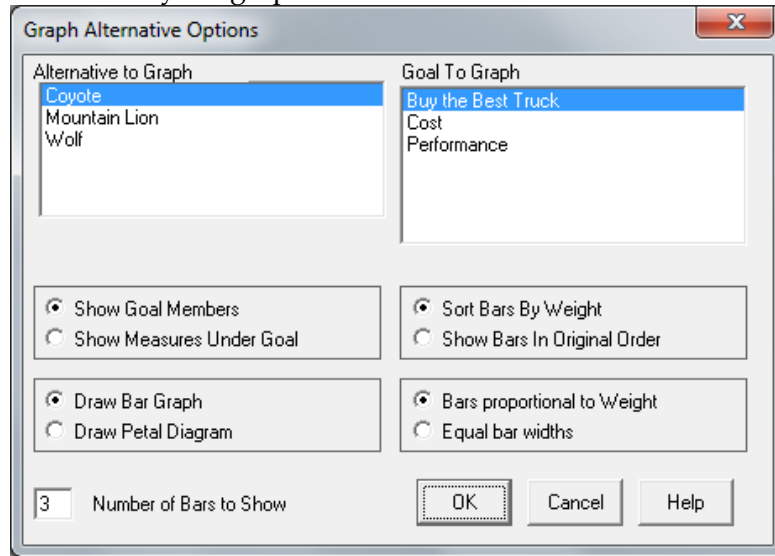 Graph Alternative Options
Alternative to Graph
Coyote
Mountain Lion
Wolf
Goal To Graph
Buy the Best Truck
Cost
Performance
Show Goal Members
Show Measures Under Goal
Sort Bars By Weight
Show Bars In Original Order
Draw Bar Graph
Draw Petal Diagram
Bars proportional to Weight
Equal bar widths
3 Number of Bars to Show
OK Cancel Help